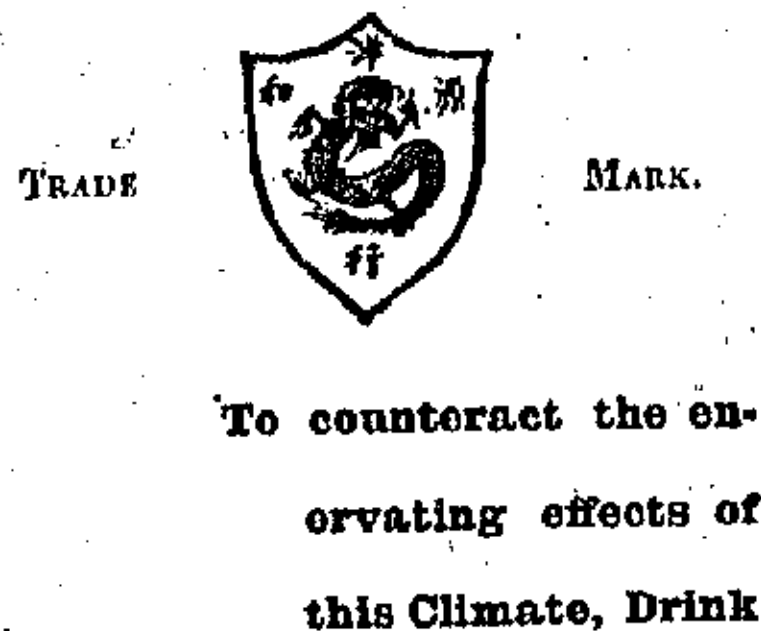 TRADE MARK.
To counteract the en-
ervating effects of
this Climate, Drink